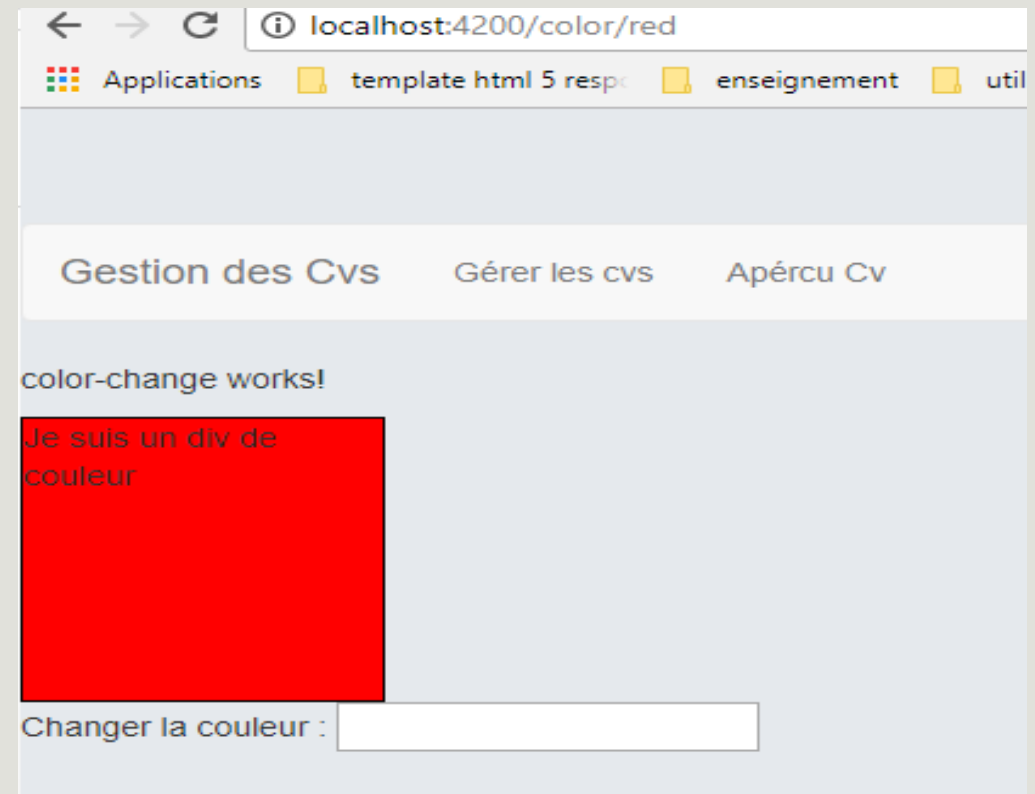 localhost:4200/color/red
Applications template html 5 resp enseignement util
Gestion des Cvs Gérer les cvs Apércu Cv
color-change works!
Je suis un div de
couleur
Changer la couleur :